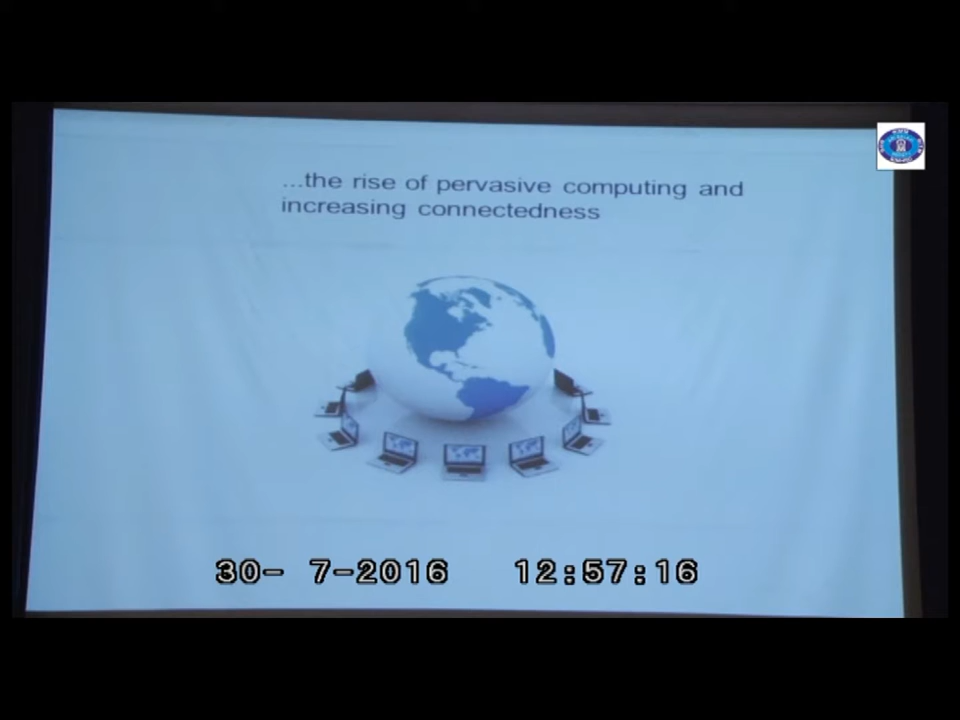 ...the rise of pervasive computing and
increasing connectedness
30- 7-2016 12:57:16